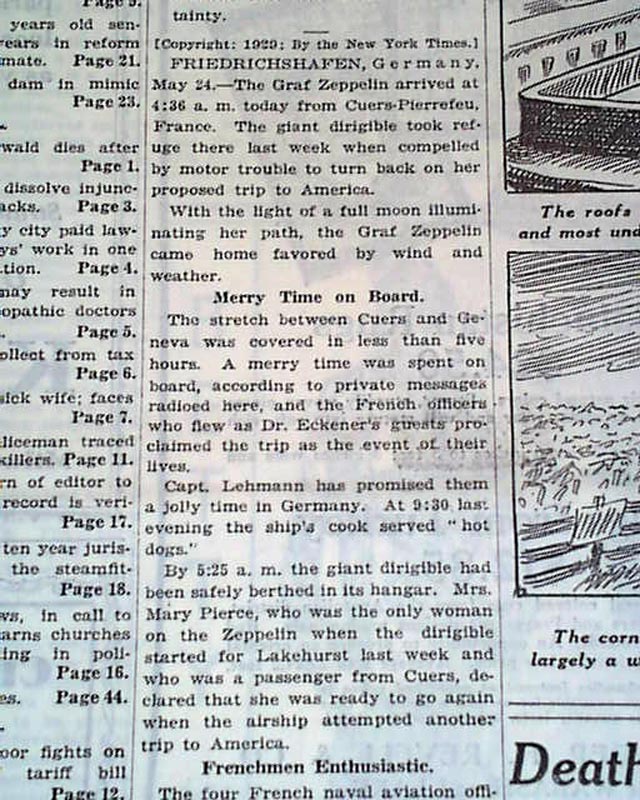 Page 9.
years old sen-
ears in reform
mate. Page 21.
dam in mimic
Page 23.
wald dies after
Page 1.
dissolve injunc-
acks. Page 3.
y city paid law-
ys' work in one
tion. Page 4.
may result in
opathic doctors
Page 5.
ollect from tax
Page 6.
sick wife; faces
Page 7.
liceman traced
killers. Page 11.
rn of editor to
record is veri-
Page 17.
ten year juris-
the steamfit-
Page 18.
ws, in call to
earns churches
ing in poli-
Page 16.
es. Page 44.
oor fights on
tariff bill
Page 12.
tainty.
[Copyright: 1929: By the New York Times.]
FRIEDRICHSHAFEN, Germany,
May 24.—The Graf Zeppelin arrived at
4:36 a. m. today from Cuers-Pierrefeu,
France. The giant dirigible took ref-
uge there last week when compelled
by motor trouble to turn back on her
proposed trip to America.
With the light of a full moon illumi-
nating her path, the Graf Zeppelin
came home favored by wind and
weather.
Merry Time on Board.
The stretch between Cuers and Ge-
neva was covered in less than five
hours. A merry time was spent on
board, according to private messages
radioed here, and the French officers
who flew as Dr. Eckener's guests pro-
claimed the trip as the event of their
lives.
Capt. Lehmann has promised them
a jolly time in Germany. At 9:30 last
evening the ship's cook served "hot
dogs."
By 5:25 a. m. the giant dirigible had
been safely berthed in its hangar. Mrs.
Mary Pierce, who was the only woman
on the Zeppelin when the dirigible
started for Lakehurst last week and
who was a passenger from Cuers, de-
clared that she was ready to go again
when the airship attempted another
trip to America.
Frenchmen Enthusiastic.
The four French naval aviation offi-
The roofs
and most und
The corn
largely a u
Death